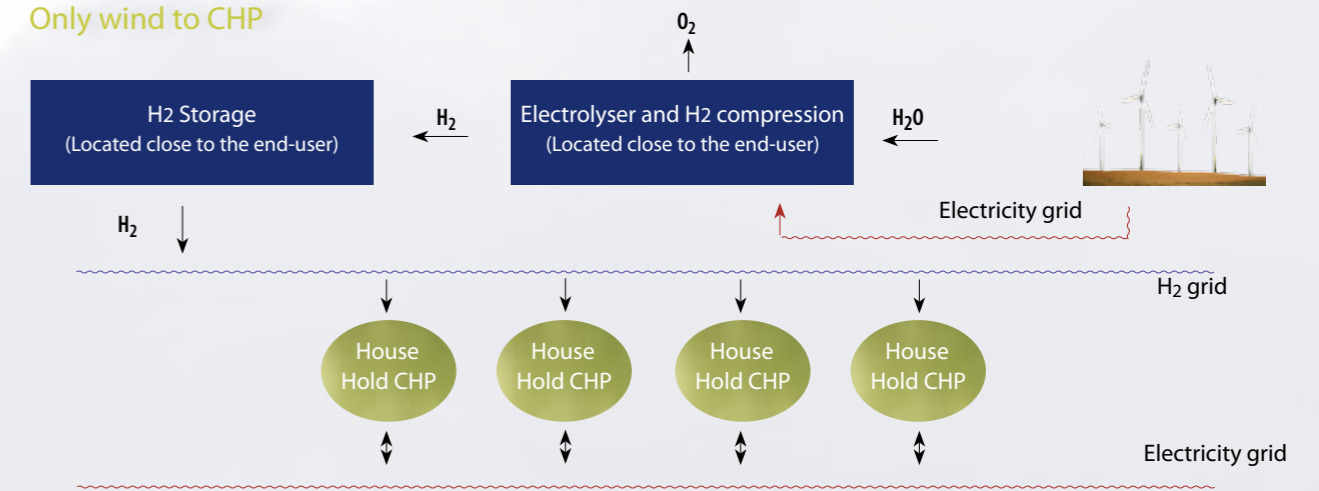 Only wind to CHP
O₂
H2 Storage
(Located close to the end-user)
H₂
Electrolyser and H2 compression
(Located close to the end-user)
H₂O
Electricity grid
H₂
H₂ grid
House
Hold CHP
House
Hold CHP
House
Hold CHP
House
Hold CHP
Electricity grid